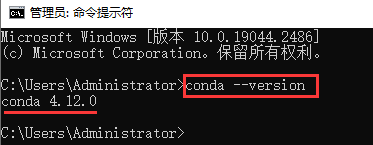 管理员: 命令提示符
Microsoft Windows [版本 10.0.19044.2486]
(c) Microsoft Corporation。保留所有权利。
C:\Users\Administrator>conda --version
conda 4.12.0
C:\Users\Administrator>